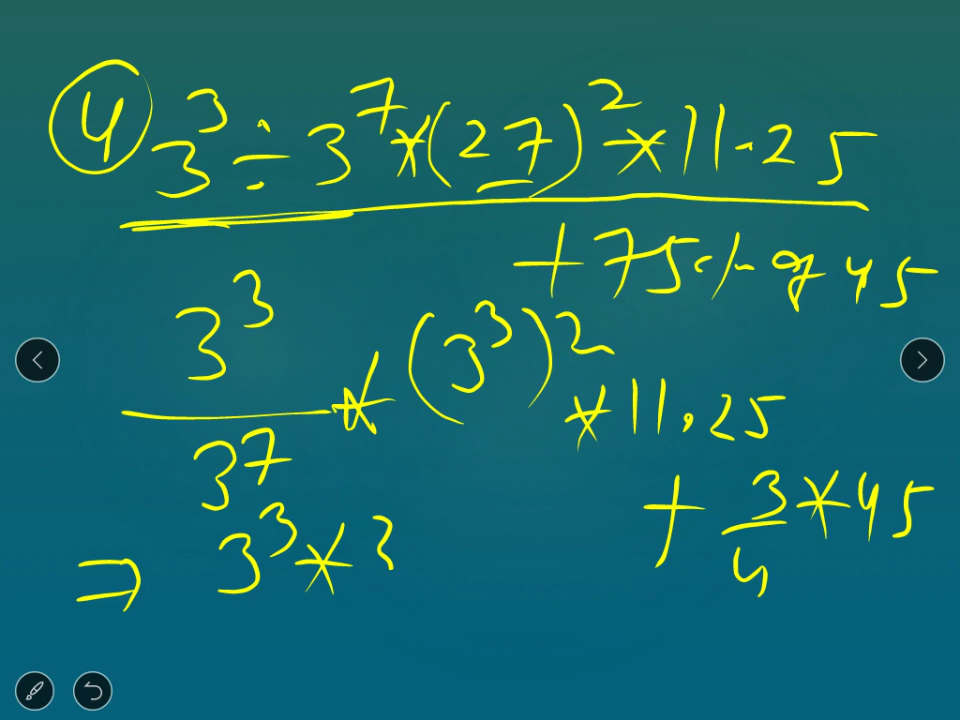 ④ 3³ ÷ 3⁷ * (27)² * 11.25
+ 75 % of 45
3³ / 3⁷ * (3³)² * 11.25
+ 3/4 * 45
⇒ 3³ * 3